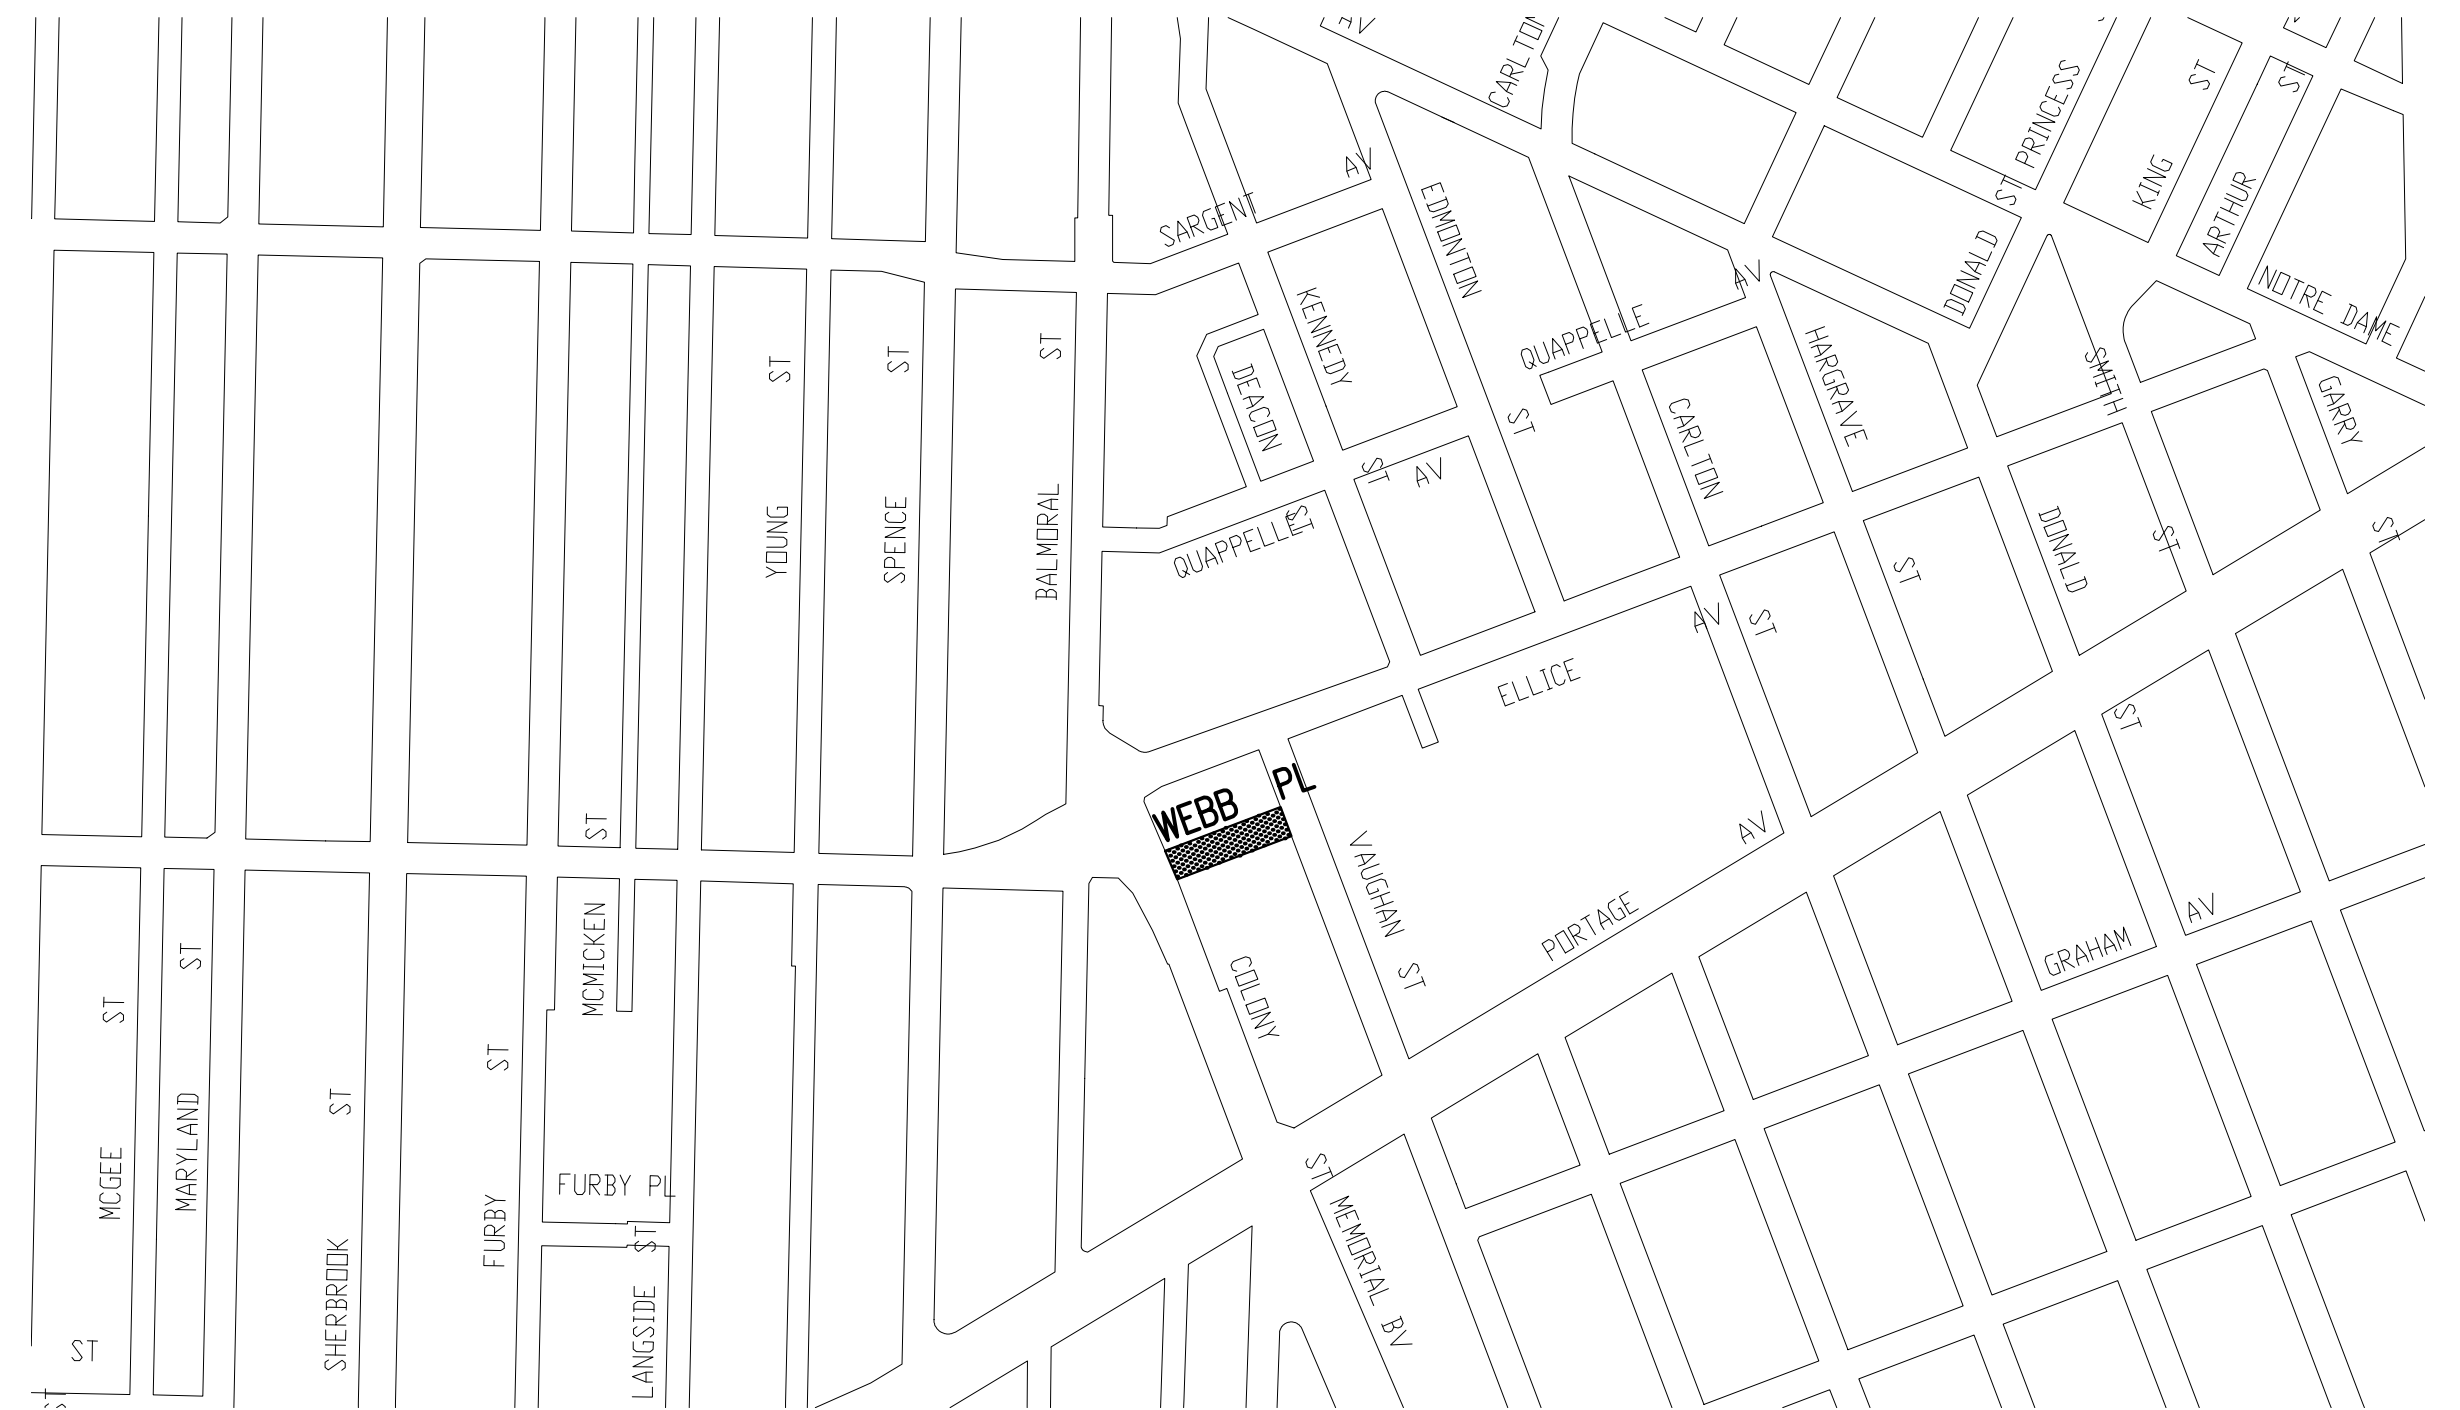 AV
CARLTON
PRINCESS ST
KING ST
ARTHUR ST
SARGENT AV
EDMONTON ST
DONALD ST
NOTRE DAME
KENNEDY ST
QUAPPELLE AV
HARGRAVE ST
SMITH ST
GARRY ST
DEACON ST
CARLTON ST
YOUNG ST
SPENCE ST
BALMORAL ST
QUAPPELLE AV
DONALD ST
ELLICE AV
WEBB PL
VAUGHAN ST
PORTAGE AV
GRAHAM AV
COLONY ST
MCMICKEN ST
MARYLAND ST
MCGEE ST
SHERBROOK ST
FURBY ST
FURBY PL
LANGSIDE ST
MEMORIAL BV
ST
ST